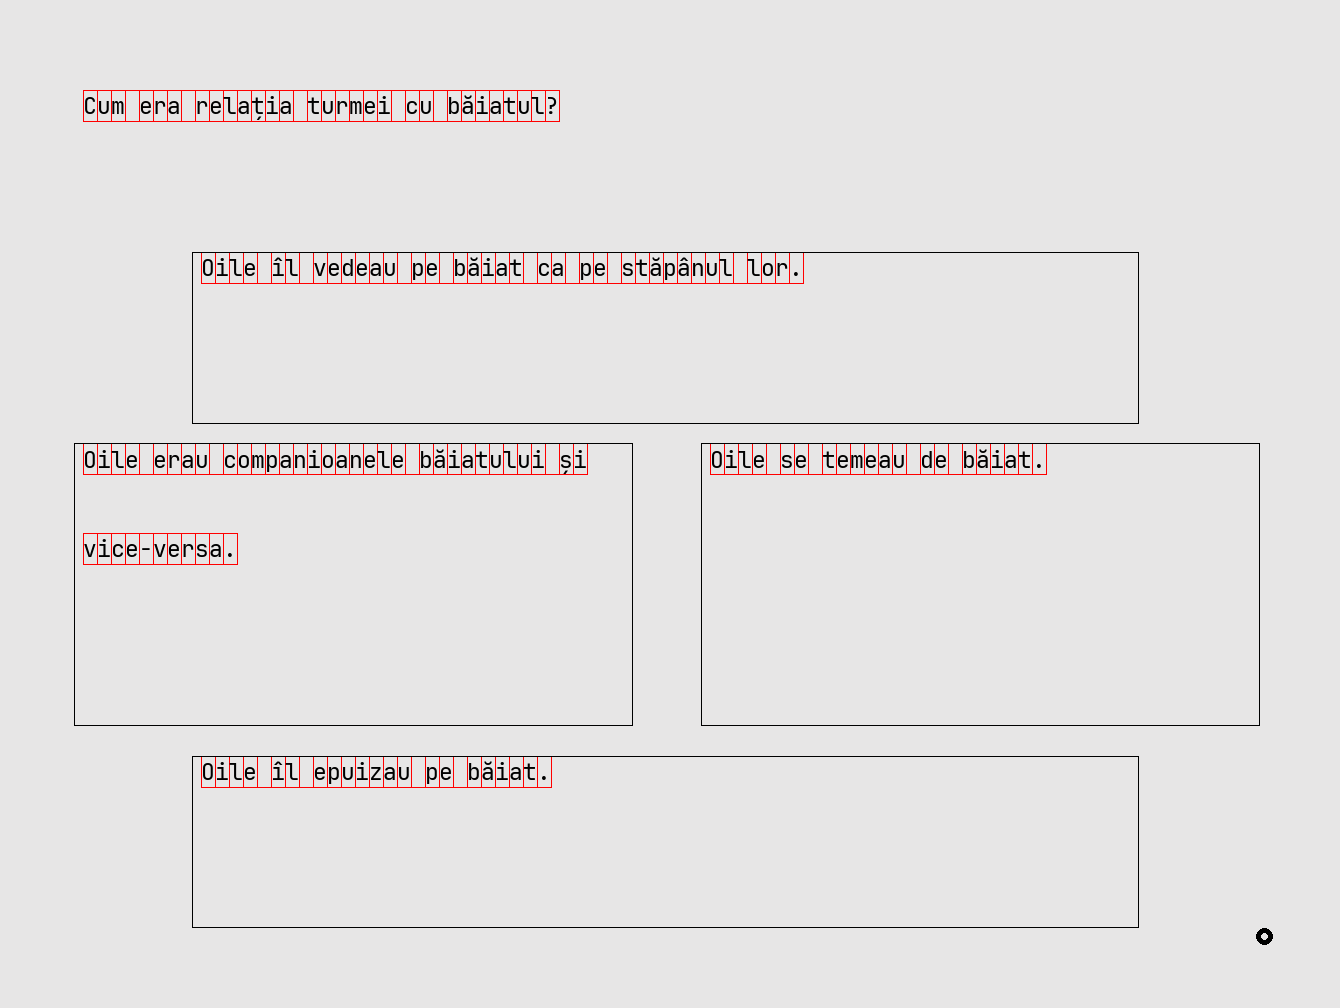 Cum era relația turmei cu băiatul?
Oile îl vedeau pe băiat ca pe stăpânul lor.
Oile erau companioanele băiatului și
vice-versa.
Oile se temeau de băiat.
Oile îl epuizau pe băiat.